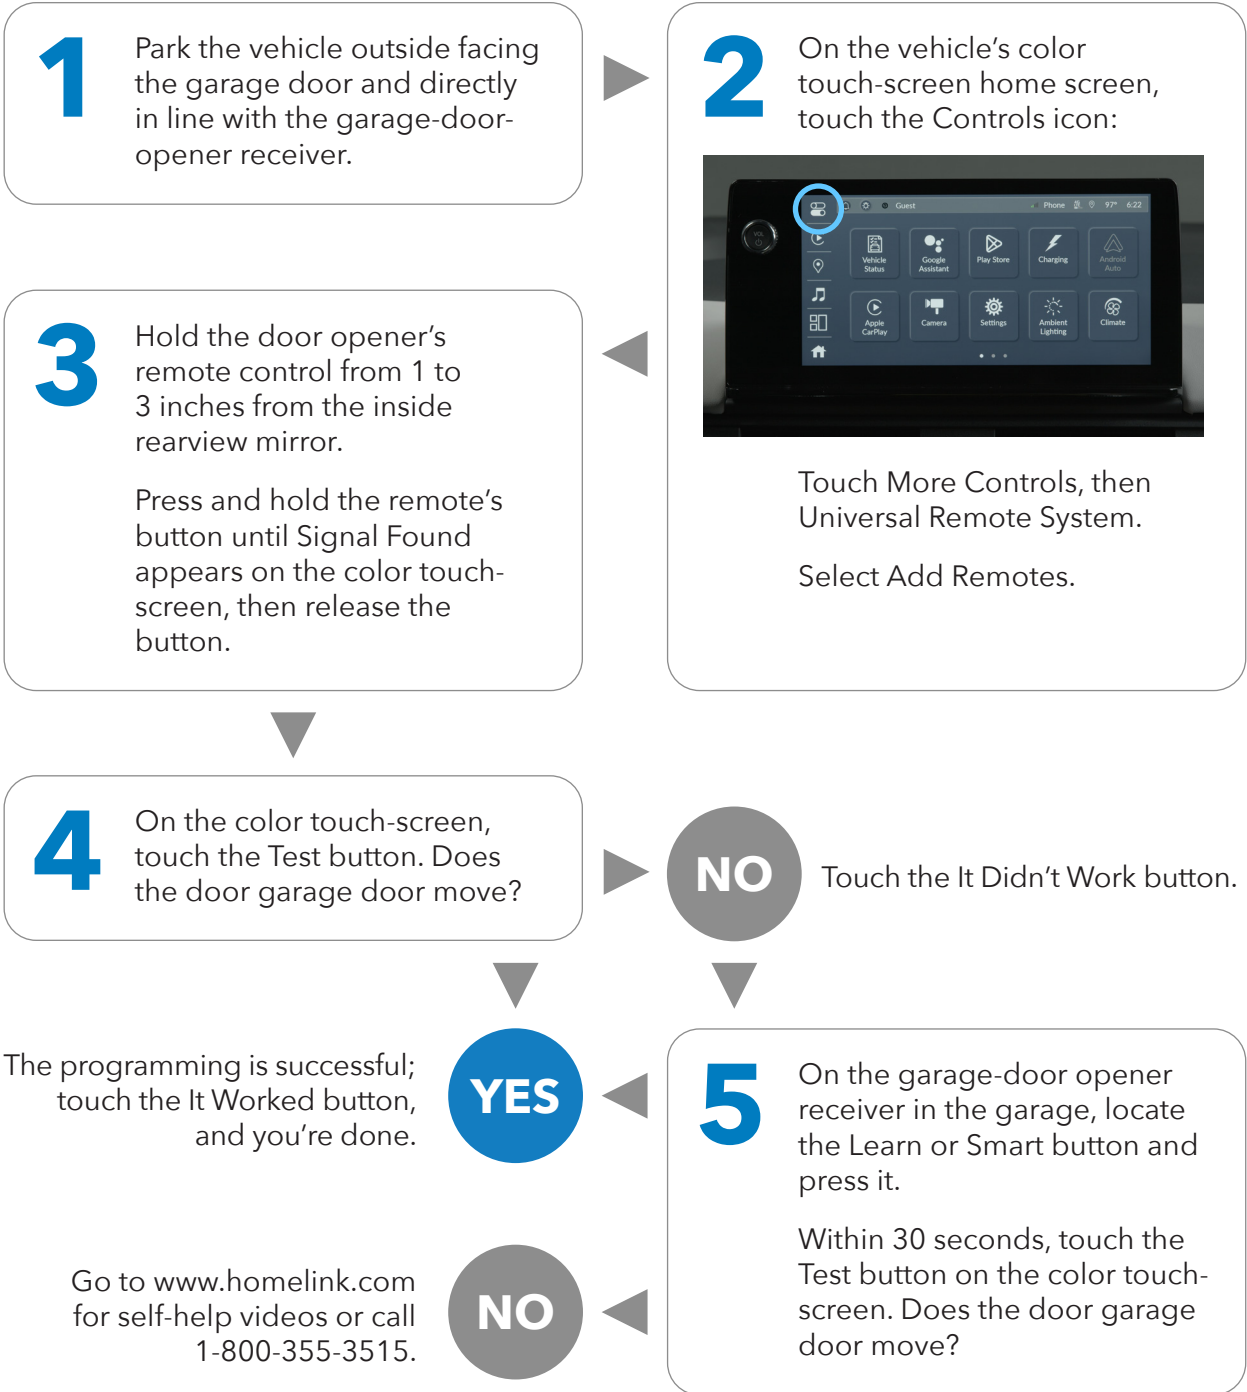 1
Park the vehicle outside facing
the garage door and directly
in line with the garage-door-
opener receiver.
2
On the vehicle's color
touch-screen home screen,
touch the Controls icon:
Guest
Phone
97°
6:22
Vehicle
Status
Google
Assistant
Play Store
Charging
Android
Auto
Apple
CarPlay
Camera
Settings
Ambient
Lighting
Climate
VOL
Touch More Controls, then
Universal Remote System.
Select Add Remotes.
3
Hold the door opener's
remote control from 1 to
3 inches from the inside
rearview mirror.
Press and hold the remote's
button until Signal Found
appears on the color touch-
screen, then release the
button.
4
On the color touch-screen,
touch the Test button. Does
the door garage door move?
NO
Touch the It Didn't Work button.
YES
The programming is successful;
touch the It Worked button,
and you're done.
5
On the garage-door opener
receiver in the garage, locate
the Learn or Smart button and
press it.
Within 30 seconds, touch the
Test button on the color touch-
screen. Does the door garage
door move?
NO
Go to www.homelink.com
for self-help videos or call
1-800-355-3515.